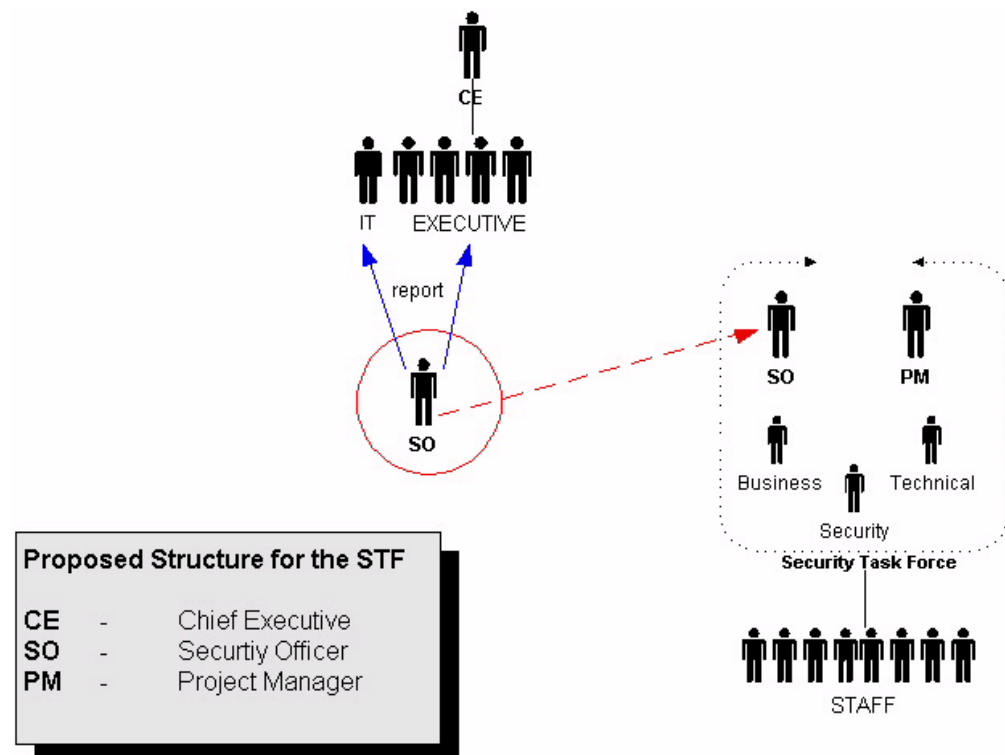 CE
IT EXECUTIVE
report
SO
SO PM
Business Technical
Security
Security Task Force
STAFF
Proposed Structure for the STF
CE - Chief Executive
SO - Securtiy Officer
PM - Project Manager